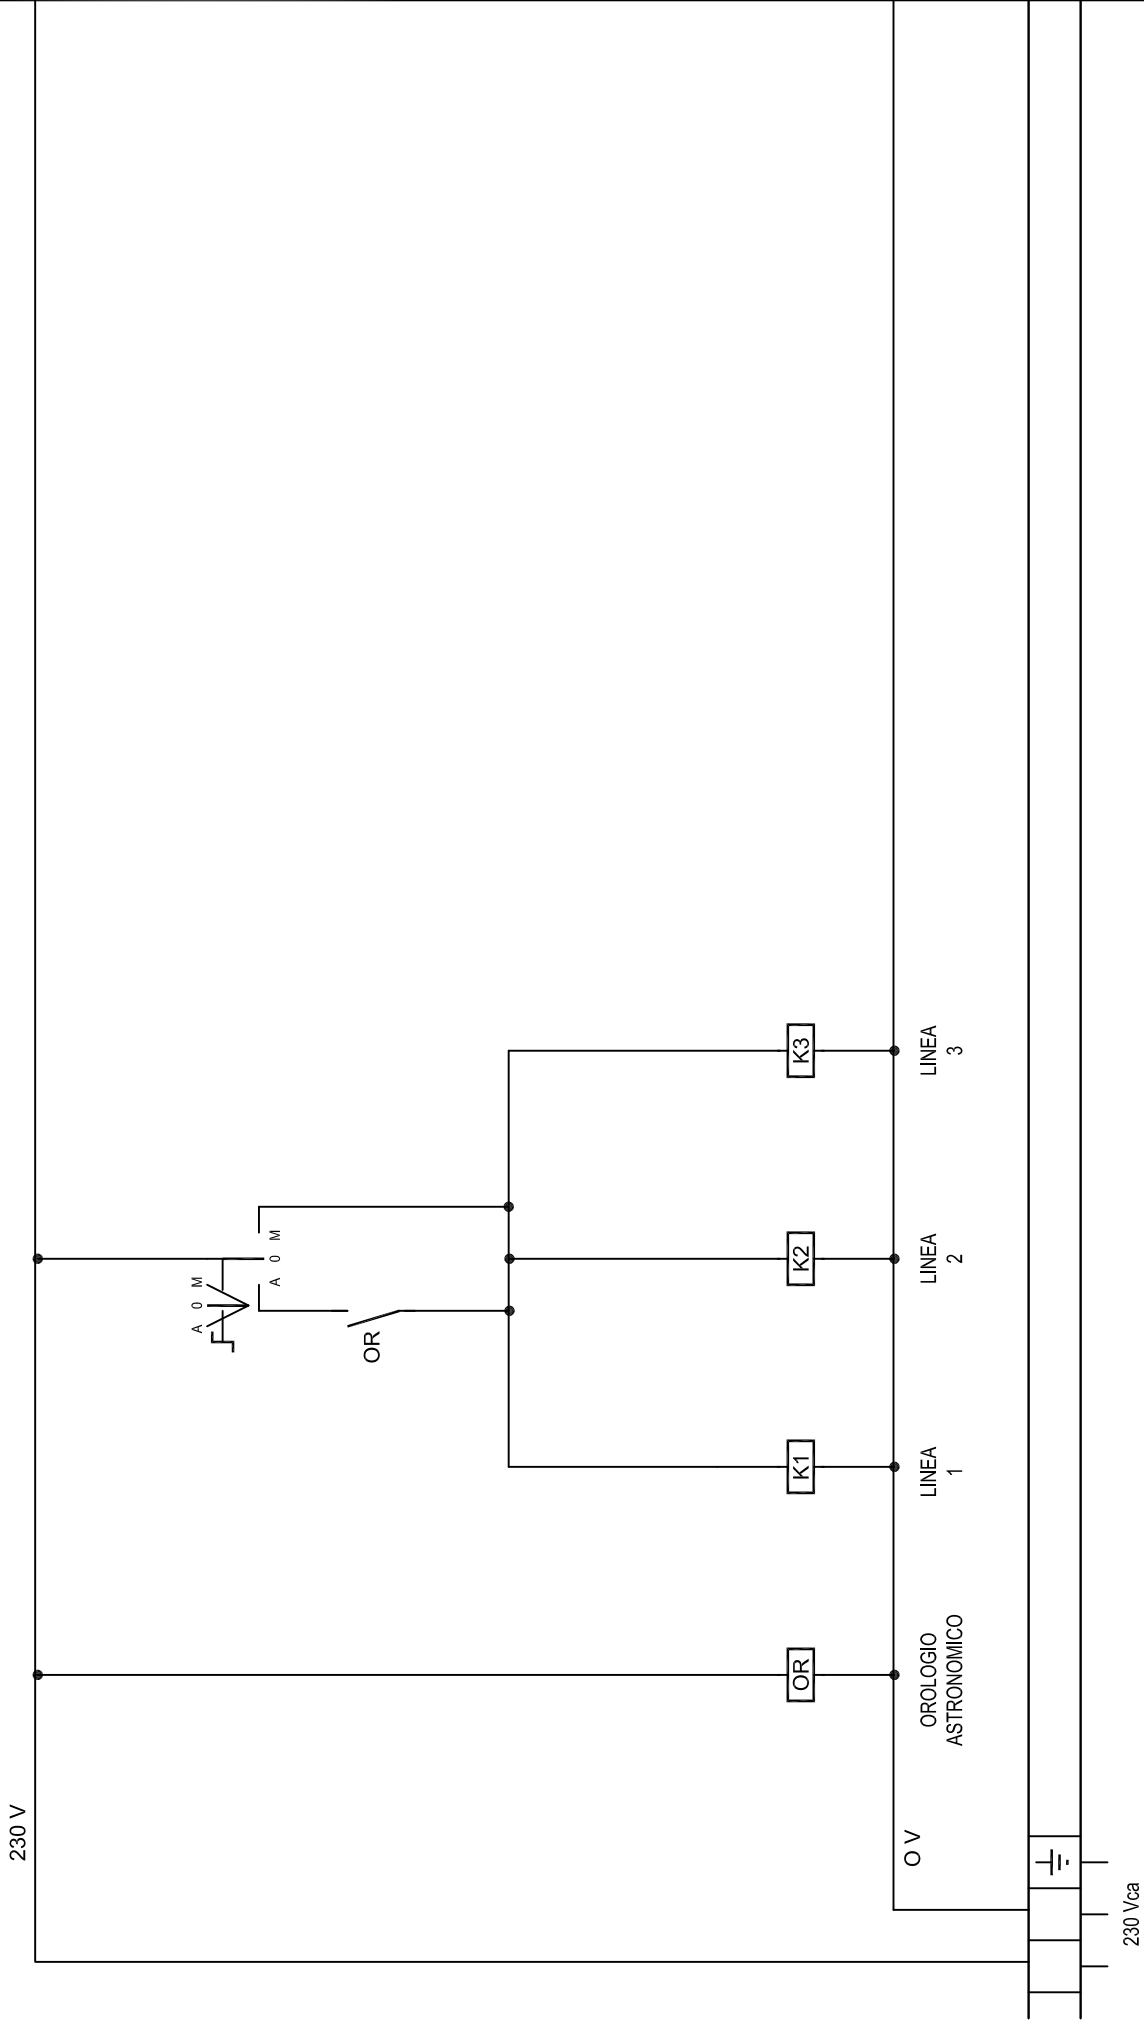 230 V
A 0 M
A 0 M
OR
OR
K1
K2
K3
O V
OROLOGIO
ASTRONOMICO
LINEA
1
LINEA
2
LINEA
3
230 Vca